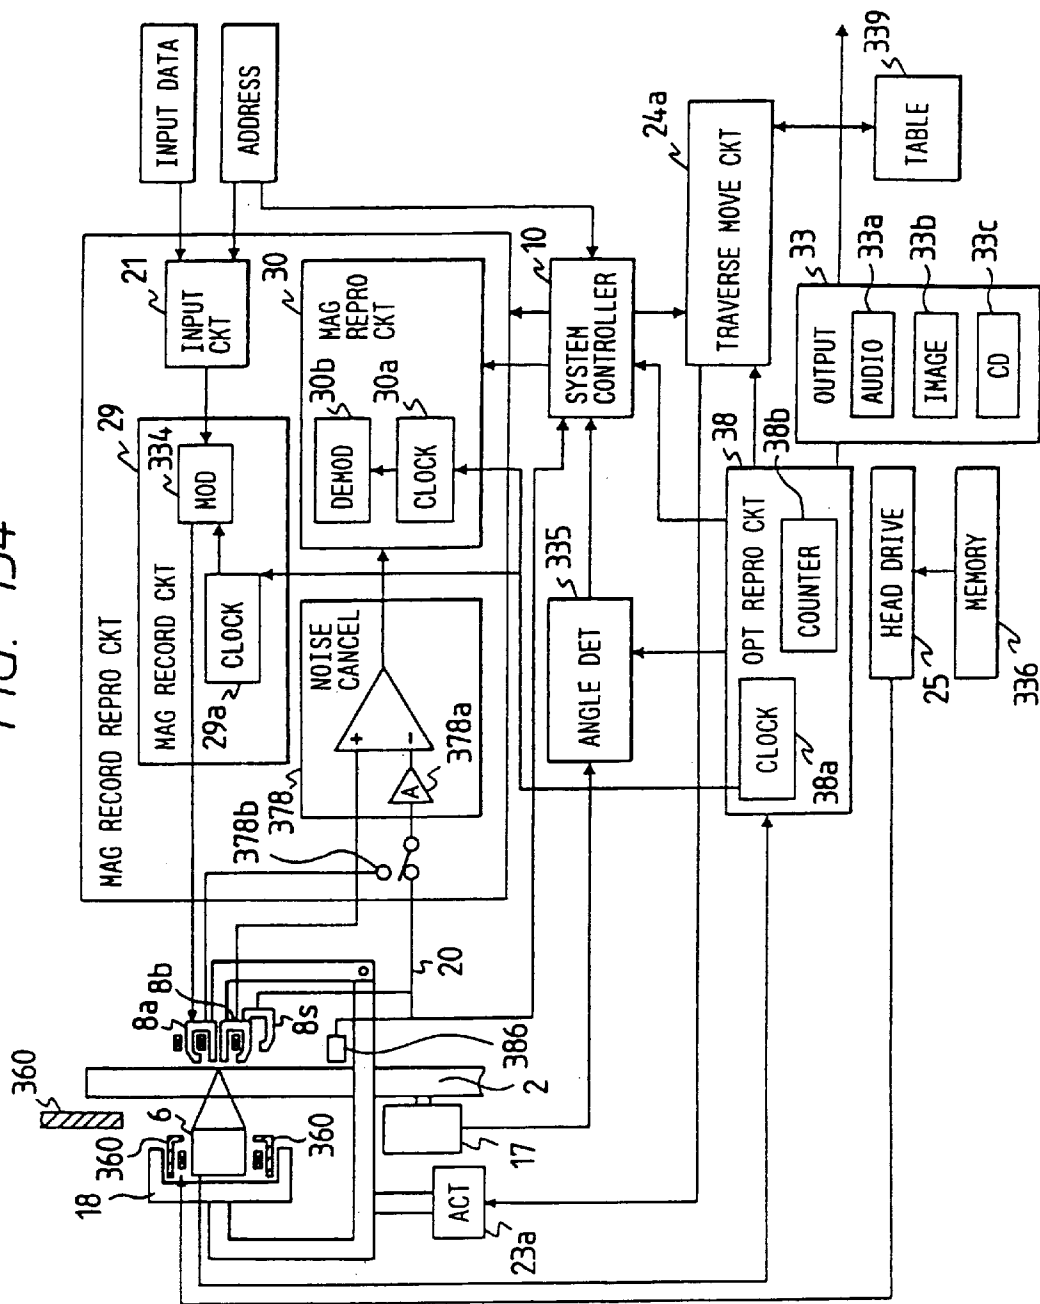 FIG. 134
INPUT DATA
ADDRESS
MAG RECORD REPRO CKT
21
INPUT CKT
29
MAG RECORD CKT
334
MOD
CLOCK
29a
30
MAG REPRO CKT
30b
DEMOD
30a
CLOCK
NOISE CANCEL
+
-
A
378
378a
378b
10
SYSTEM CONTROLLER
24a
TRAVERSE MOVE CKT
339
TABLE
33
OUTPUT
33a
AUDIO
33b
IMAGE
33c
CD
335
ANGLE DET
38
OPT REPRO CKT
38b
COUNTER
CLOCK
38a
HEAD DRIVE
25
MEMORY
336
20
8a
8b
8s
386
360
6
360
360
18
2
17
ACT
23a